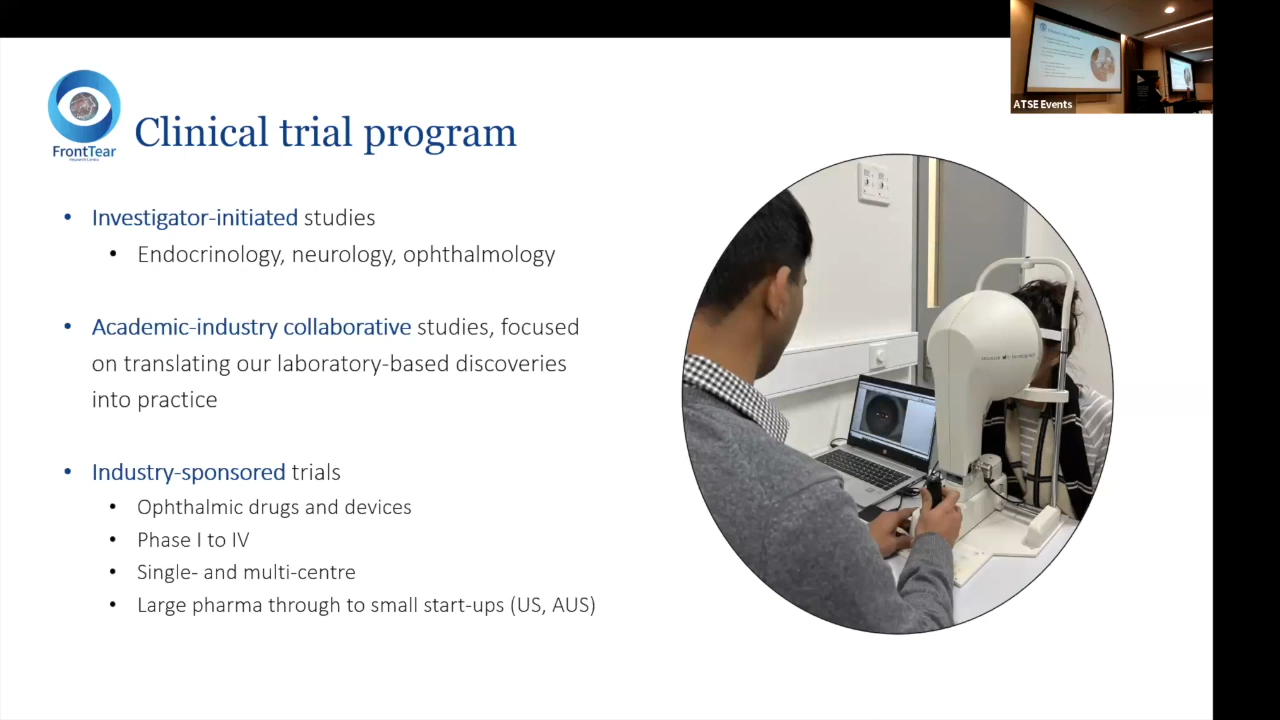 ATSE Events
FrontTear
Research Centre
Clinical trial program
• Investigator-initiated studies
• Endocrinology, neurology, ophthalmology
• Academic-industry collaborative studies, focused
on translating our laboratory-based discoveries
into practice
• Industry-sponsored trials
• Ophthalmic drugs and devices
• Phase I to IV
• Single- and multi-centre
• Large pharma through to small start-ups (US, AUS)